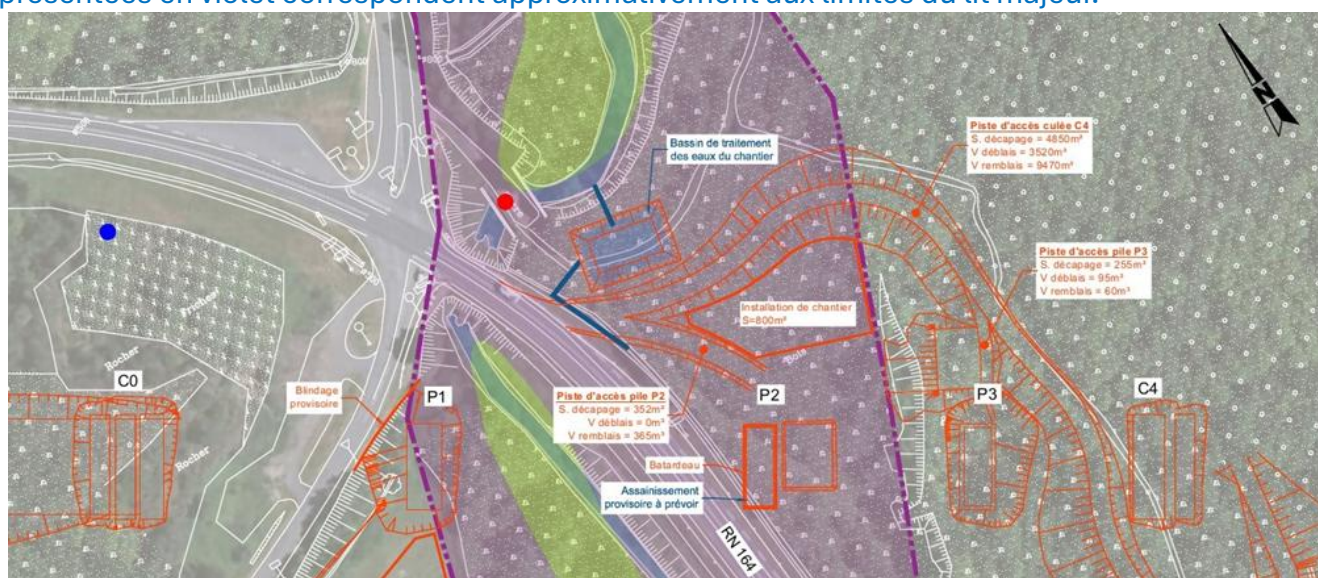 présentées en violet correspondent approximativement aux limites du lit majeur.
N
Piste d'accès culée C4
S. décapage = 4850m²
V déblais = 3520m³
V remblais = 9470m³
Bassin de traitement
des eaux du chantier
Piste d'accès pile P3
S. décapage = 255m²
V déblais = 95m³
V remblais = 60m³
Installation de chantier
S=800m²
Rocher
Rocher
Rocher
Bois
C0
P1
P2
P3
C4
Blindage
provisoire
Piste d'accès pile P2
S. décapage = 352m²
V déblais = 0m³
V remblais = 365m³
Batardeau
Assainissement
provisoire à prévoir
RN 164